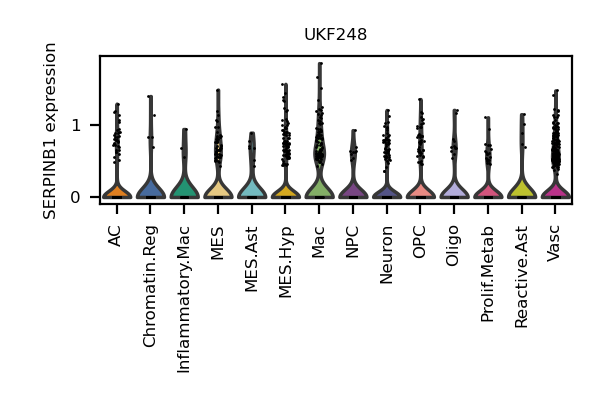 UKF248
SERPINB1 expression
1
0
AC
Chromatin.Reg
Inflammatory.Mac
MES
MES.Ast
MES.Hyp
Mac
NPC
Neuron
OPC
Oligo
Prolif.Metab
Reactive.Ast
Vasc